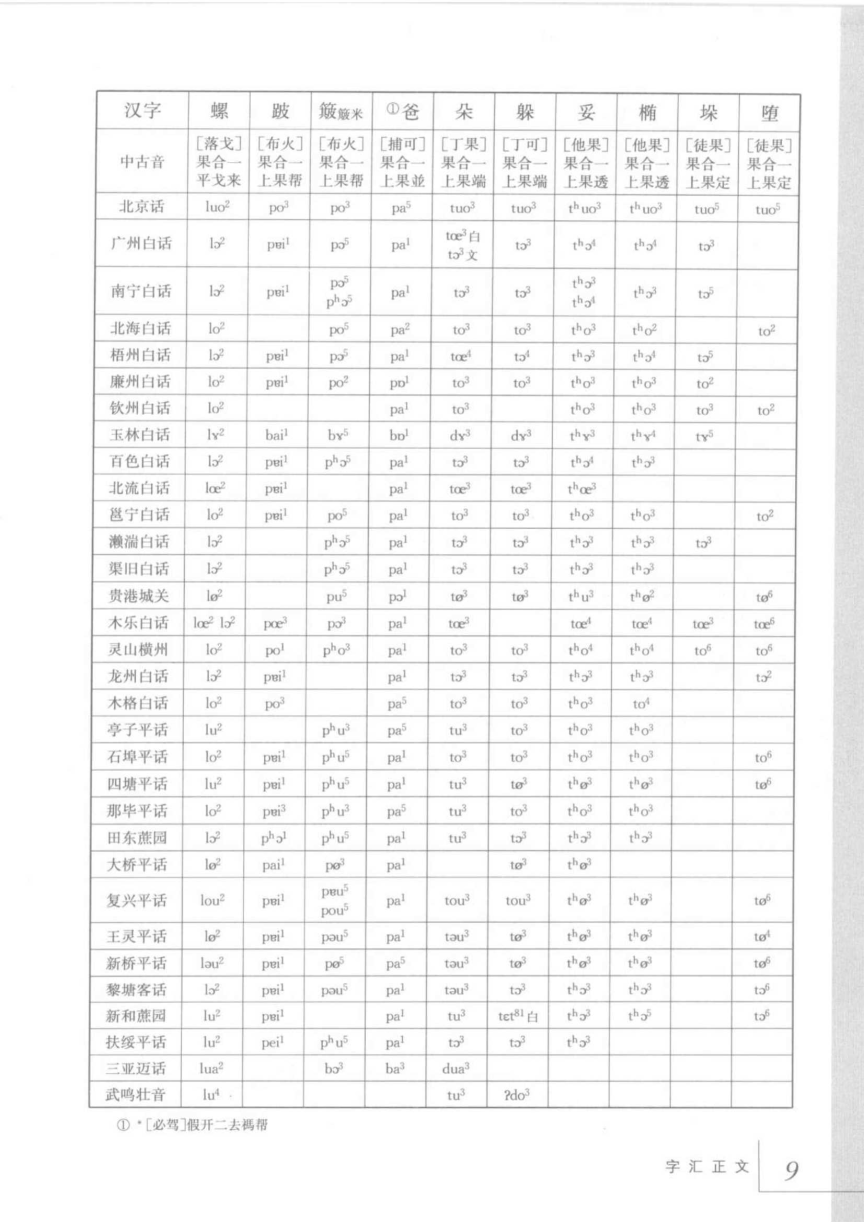 汉字 螺 跛 簸簸米 ①爸 朵 躲 妥 椭 垛 堕
中古音 [落戈]果合一平戈来 [布火]果合一上果帮 [布火]果合一上果帮 [捕可]果合一上果並 [丁果]果合一上果端 [丁可]果合一上果端 [他果]果合一上果透 [他果]果合一上果透 [徒果]果合一上果定 [徒果]果合一上果定
北京话 luo² po³ po³ pa⁵ tuo³ tuo³ tʰuo³ tʰuo³ tuo⁵ tuo⁵
广州白话 lɔ² pɐi¹ pɔ⁵ pa¹ tœ³白 tɔ³文 tɔ³ tʰɔ⁴ tʰɔ⁴ tɔ³
南宁白话 lɔ² pɐi¹ pɔ⁵ pʰɔ⁵ pa¹ tɔ³ tɔ³ tʰɔ³ tʰɔ⁴ tʰɔ³ tɔ⁵
北海白话 lo² po⁵ pa² to³ to³ tʰo³ tʰo² to²
梧州白话 lɔ² pɐi¹ pɔ⁵ pa¹ tœ⁴ tɔ⁴ tʰɔ³ tʰɔ⁴ tɔ⁵
廉州白话 lo² pɐi¹ po² pɒ¹ to³ to³ tʰo³ tʰo³ to²
钦州白话 lo² pa¹ to³ tʰo³ tʰo³ to³ to²
玉林白话 lɤ² bai¹ bɤ⁵ bɒ¹ dɤ³ dɤ³ tʰɤ³ tʰɤ⁴ tɤ⁵
百色白话 lɔ² pɐi¹ pʰɔ⁵ pa¹ tɔ³ tɔ³ tʰɔ⁴ tʰɔ³
北流白话 lœ² pɐi¹ pa¹ tœ³ tœ³ tʰœ³
邕宁白话 lo² pɐi¹ po⁵ pa¹ to³ to³ tʰo³ tʰo³ to²
濑湍白话 lɔ² pʰɔ⁵ pa¹ tɔ³ tɔ³ tʰɔ³ tʰɔ³ tɔ³
渠旧白话 lɔ² pʰɔ⁵ pa¹ tɔ³ tɔ³ tʰɔ³ tʰɔ³
贵港城关 lø² pu⁵ pɔ¹ tø³ tø³ tʰu³ tʰø² tø⁶
木乐白话 lœ² lɔ² pœ³ pɔ³ pa¹ tœ³ tœ⁴ tœ⁴ tœ³ tœ⁶
灵山横州 lo² po¹ pʰo³ pa¹ to³ to³ tʰo⁴ tʰo⁴ to⁶ to⁶
龙州白话 lɔ² pɐi¹ pa¹ tɔ³ tɔ³ tʰɔ³ tʰɔ³ tɔ²
木格白话 lo² po³ pa⁵ to³ to³ tʰo³ to⁴
亭子平话 lu² pʰu³ pa⁵ tu³ to³ tʰo³ tʰo³
石埠平话 lo² pɐi¹ pʰu⁵ pa¹ to³ to³ tʰo³ tʰo³ to⁶
四塘平话 lu² pɐi¹ pʰu⁵ pa¹ tu³ tø³ tʰø³ tʰø³ tø⁶
那毕平话 lo² pɐi³ pʰu³ pa⁵ tu³ to³ tʰo³ tʰo³
田东蔗园 lɔ² pʰɔ¹ pʰu⁵ pa¹ tu³ tɔ³ tʰɔ³ tʰɔ³
大桥平话 lø² pai¹ pø³ pa¹ tø³ tʰø³
复兴平话 lou² pɐi¹ pɐu⁵ pou⁵ pa¹ tou³ tou³ tʰø³ tʰø³ tø⁶
王灵平话 lø² pɐi¹ pəu⁵ pa¹ təu³ tø³ tʰø³ tʰø³ tø⁴
新桥平话 ləu² pɐi¹ pø⁵ pa⁵ təu³ tø³ tʰø³ tʰø³ tø⁶
黎塘客话 lɔ² pɐi¹ pəu⁵ pa¹ təu³ tɔ³ tʰɔ³ tʰɔ³ tɔ⁶
新和蔗园 lu² pɐi¹ pa¹ tu³ tɛt⁸¹白 tʰɔ³ tʰɔ⁵ tɔ⁶
扶绥平话 lu² pei¹ pʰu⁵ pa¹ tɔ³ tɔ³ tʰɔ³
三亚迈话 lua² bɔ³ ba³ dua³
武鸣壮音 lu⁴ tu³ ʔdo³
① *[必驾]假开二去禡帮
字汇正文 9